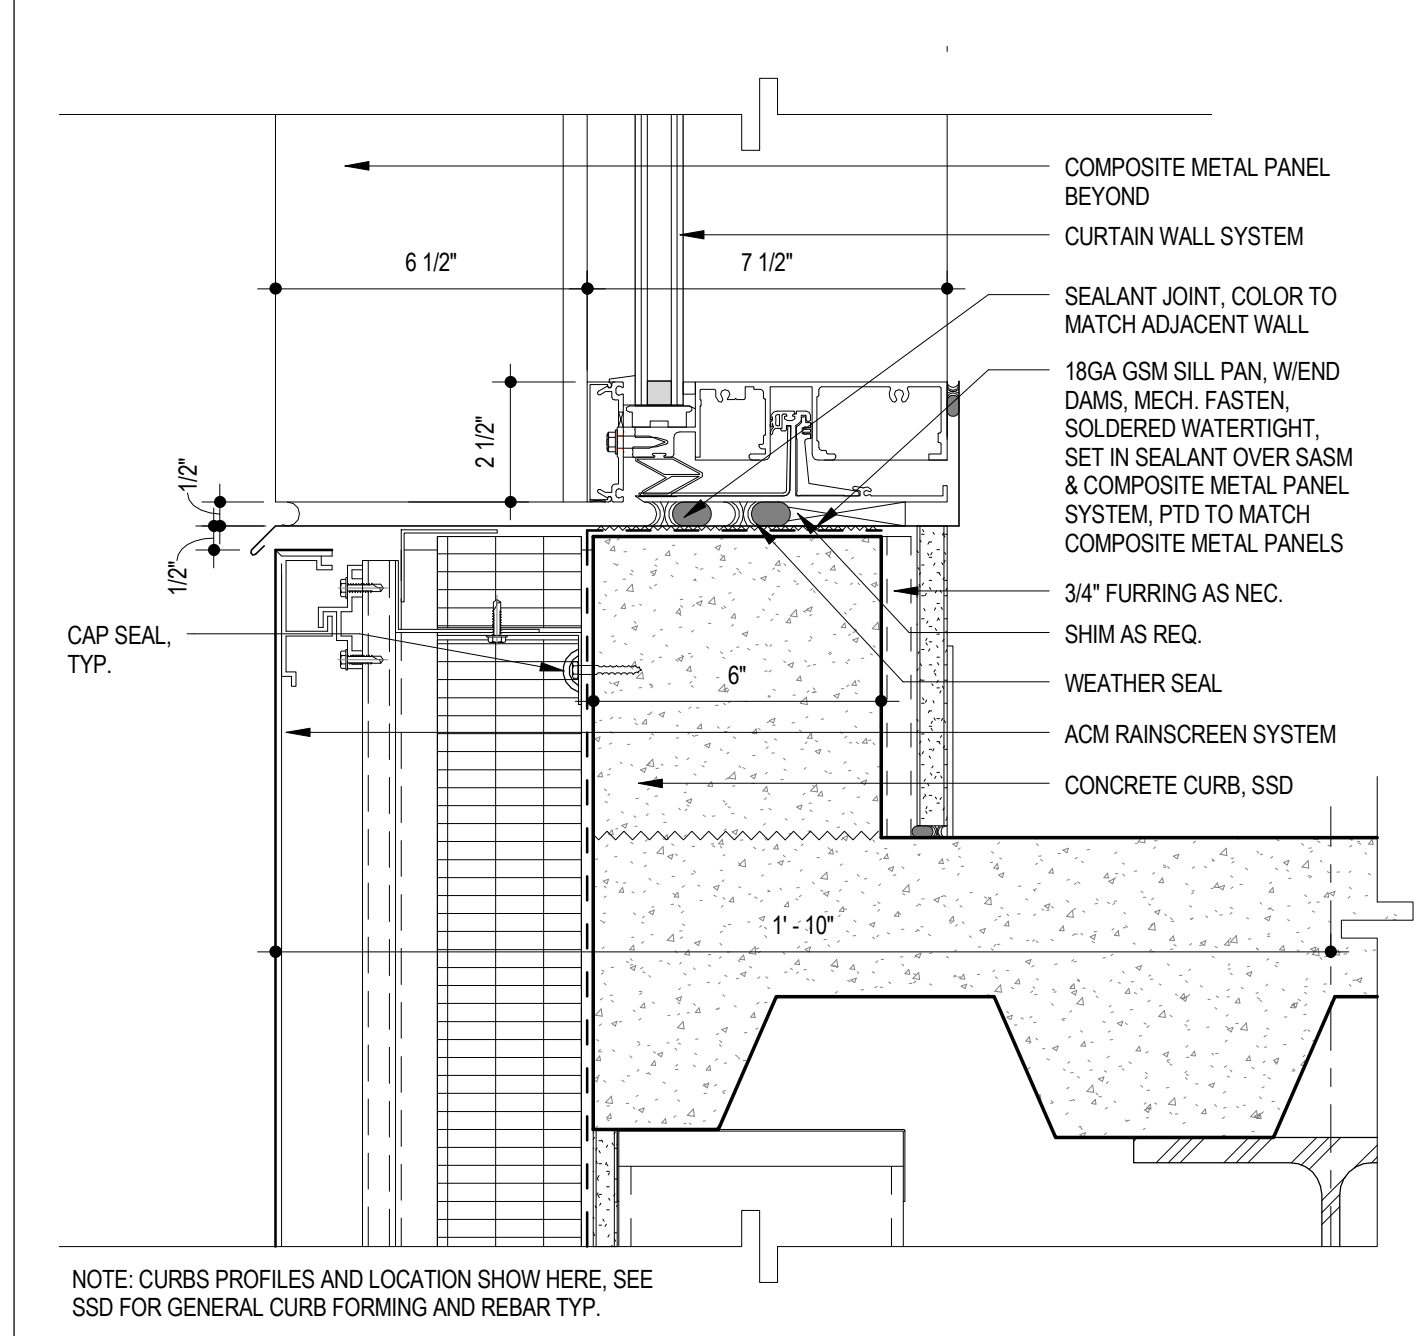 COMPOSITE METAL PANEL
BEYOND
CURTAIN WALL SYSTEM
6 1/2"
7 1/2"
SEALANT JOINT, COLOR TO
MATCH ADJACENT WALL
18GA GSM SILL PAN, W/END
DAMS, MECH. FASTEN,
SOLDERED WATERTIGHT,
SET IN SEALANT OVER SASM
& COMPOSITE METAL PANEL
SYSTEM, PTD TO MATCH
COMPOSITE METAL PANELS
2 1/2"
1/2"
1/2"
3/4" FURRING AS NEC.
SHIM AS REQ.
CAP SEAL,
TYP.
6"
WEATHER SEAL
ACM RAINSCREEN SYSTEM
CONCRETE CURB, SSD
1' - 10"
NOTE: CURBS PROFILES AND LOCATION SHOW HERE, SEE
SSD FOR GENERAL CURB FORMING AND REBAR TYP.